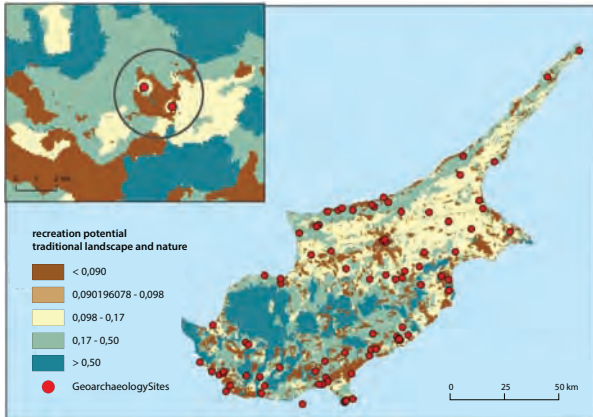 recreation potential
traditional landscape and nature
< 0,090
0,090196078 - 0,098
0,098 - 0,17
0,17 - 0,50
> 0,50
GeoarchaeologySites
0 25 50 km